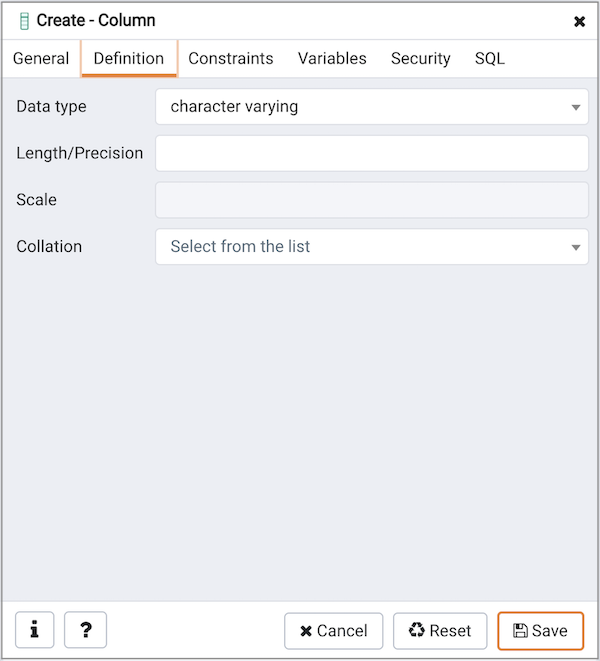 Create - Column
General Definition Constraints Variables Security SQL
Data type character varying
Length/Precision
Scale
Collation Select from the list
i ? Cancel Reset Save